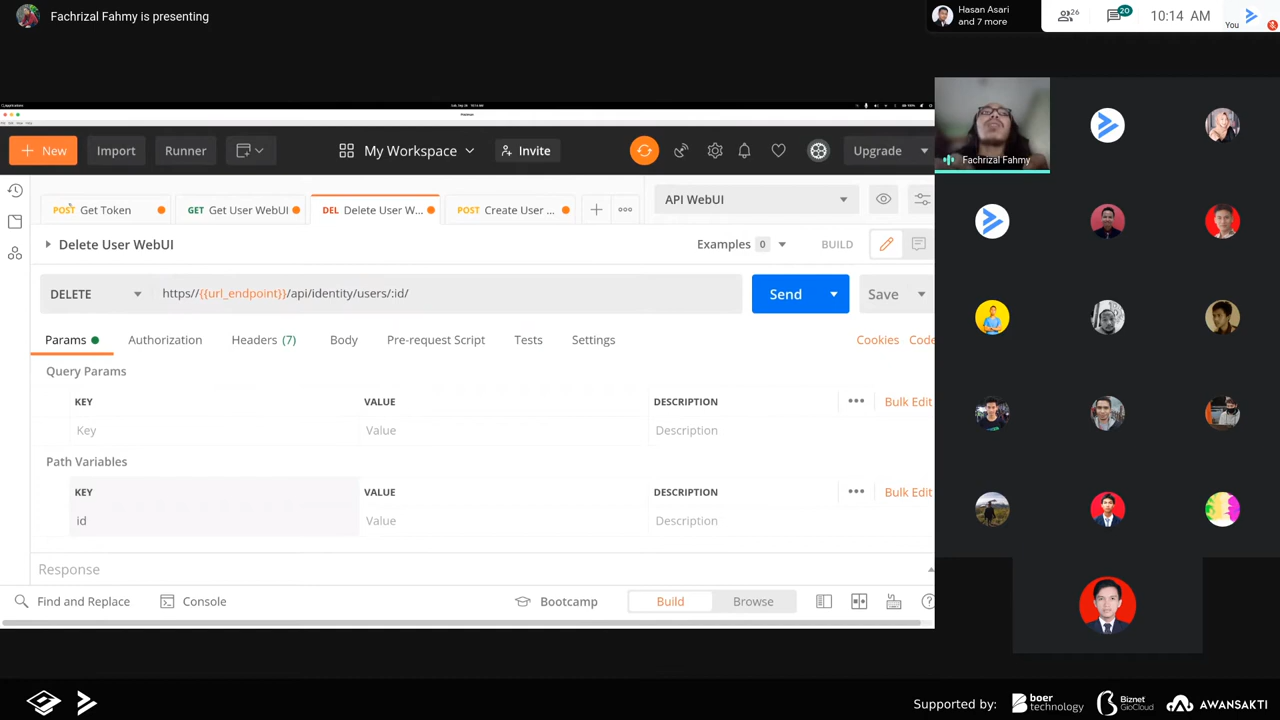 Fachrizal Fahmy is presenting
Hasan Asari
and 7 more
26
20
10:14 AM
You
New
Import
Runner
My Workspace
Invite
Upgrade
POST Get Token
GET Get User WebUI
DEL Delete User W...
POST Create User ...
API WebUI
Delete User WebUI
Examples 0
BUILD
DELETE
https//{{url_endpoint}}/api/identity/users/:id/
Send
Save
Params
Authorization
Headers (7)
Body
Pre-request Script
Tests
Settings
Cookies
Code
Query Params
KEY
VALUE
DESCRIPTION
Bulk Edit
Key
Value
Description
Path Variables
KEY
VALUE
DESCRIPTION
Bulk Edit
id
Value
Description
Response
Find and Replace
Console
Bootcamp
Build
Browse
Fachrizal Fahmy
Supported by:
boer
technology
Biznet
GioCloud
AWANSAKTI